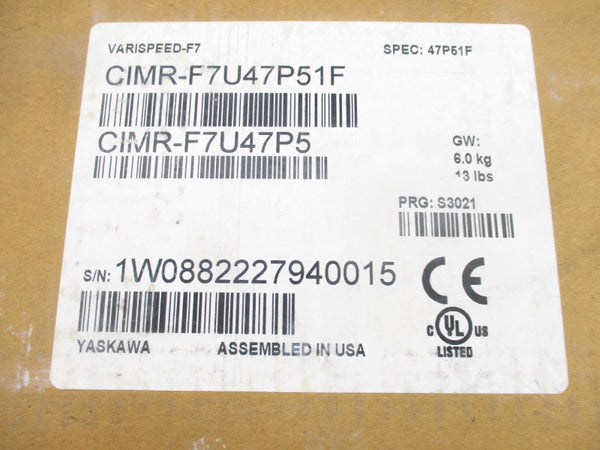 VARISPEED-F7
SPEC: 47P51F
CIMR-F7U47P51F
CIMR-F7U47P5
GW:
6.0 kg
13 lbs
PRG: S3021
S/N: 1W0882227940015
CE
C UL US
LISTED
YASKAWA ASSEMBLED IN USA